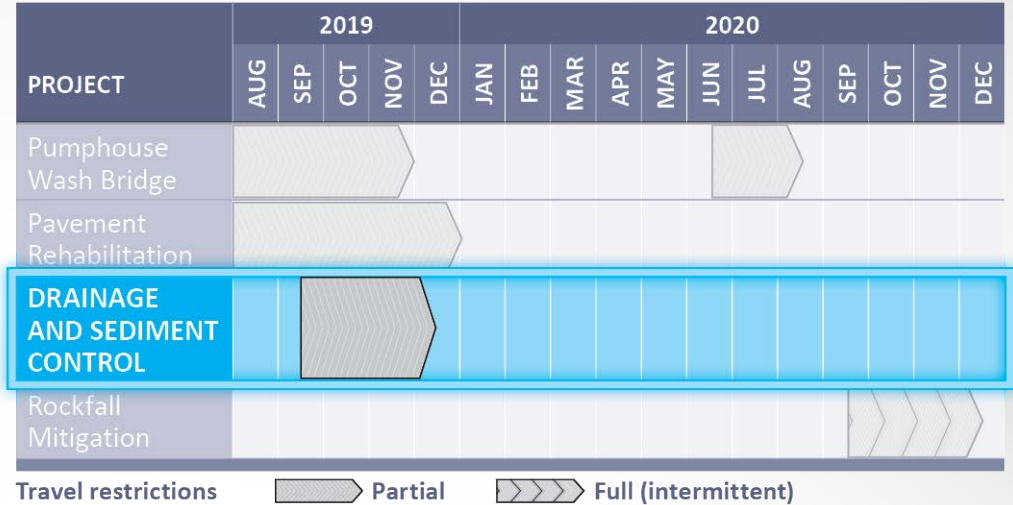 2019 2020
PROJECT AUG SEP OCT NOV DEC JAN FEB MAR APR MAY JUN JUL AUG SEP OCT NOV DEC
Pumphouse
Wash Bridge
Pavement
Rehabilitation
DRAINAGE
AND SEDIMENT
CONTROL
Rockfall
Mitigation
Travel restrictions Partial Full (intermittent)